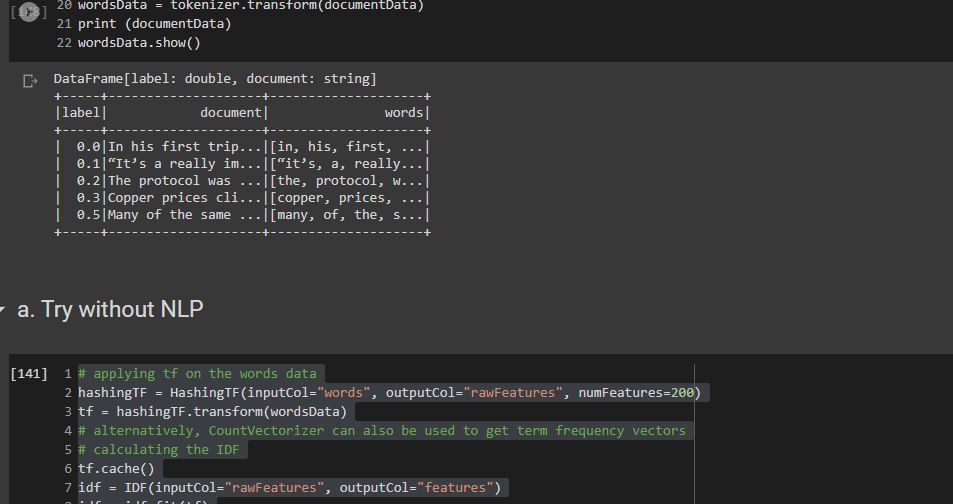 20 wordsData = tokenizer.transform(documentData)
21 print (documentData)
22 wordsData.show()
DataFrame[label: double, document: string]
+-----+--------------------+--------------------+
|label|            document|               words|
+-----+--------------------+--------------------+
|  0.0|In his first trip...|[in, his, first, ...|
|  0.1|“It’s a really im...|[“it’s, a, really...|
|  0.2|The protocol was ...|[the, protocol, w...|
|  0.3|Copper prices cli...|[copper, prices, ...|
|  0.5|Many of the same ...|[many, of, the, s...|
+-----+--------------------+--------------------+
a. Try without NLP
[141] 1 # applying tf on the words data
2 hashingTF = HashingTF(inputCol="words", outputCol="rawFeatures", numFeatures=200)
3 tf = hashingTF.transform(wordsData)
4 # alternatively, CountVectorizer can also be used to get term frequency vectors
5 # calculating the IDF
6 tf.cache()
7 idf = IDF(inputCol="rawFeatures", outputCol="features")